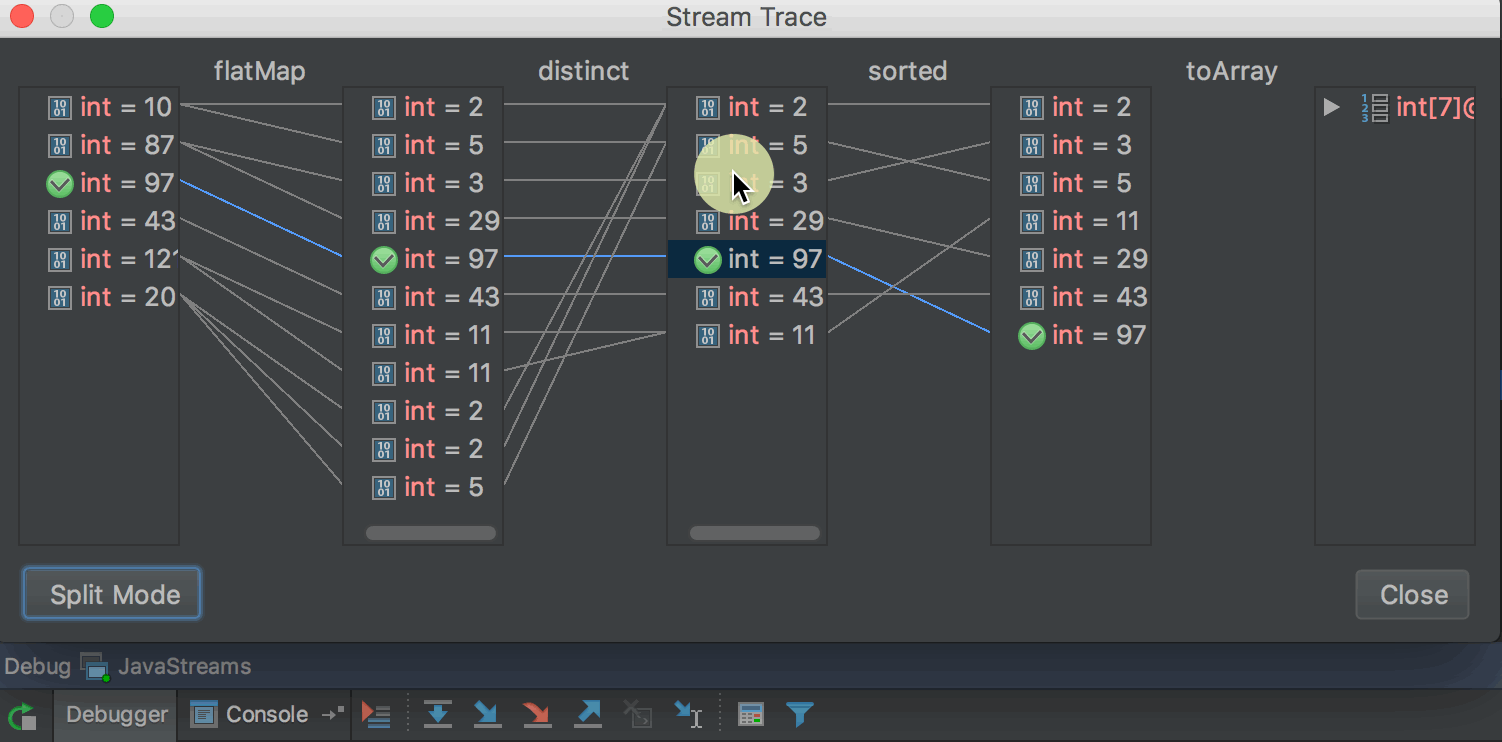 Stream Trace
flatMap distinct sorted toArray
int = 10 int = 2 int = 2 int = 2 int[7]@
int = 87 int = 5 int = 5 int = 3
int = 97 int = 3 int = 3 int = 5
int = 43 int = 29 int = 29 int = 11
int = 12 int = 97 int = 97 int = 29
int = 20 int = 43 int = 43 int = 43
int = 11 int = 11 int = 97
int = 11
int = 2
int = 2
int = 5
Split Mode Close
Debug JavaStreams
Debugger Console